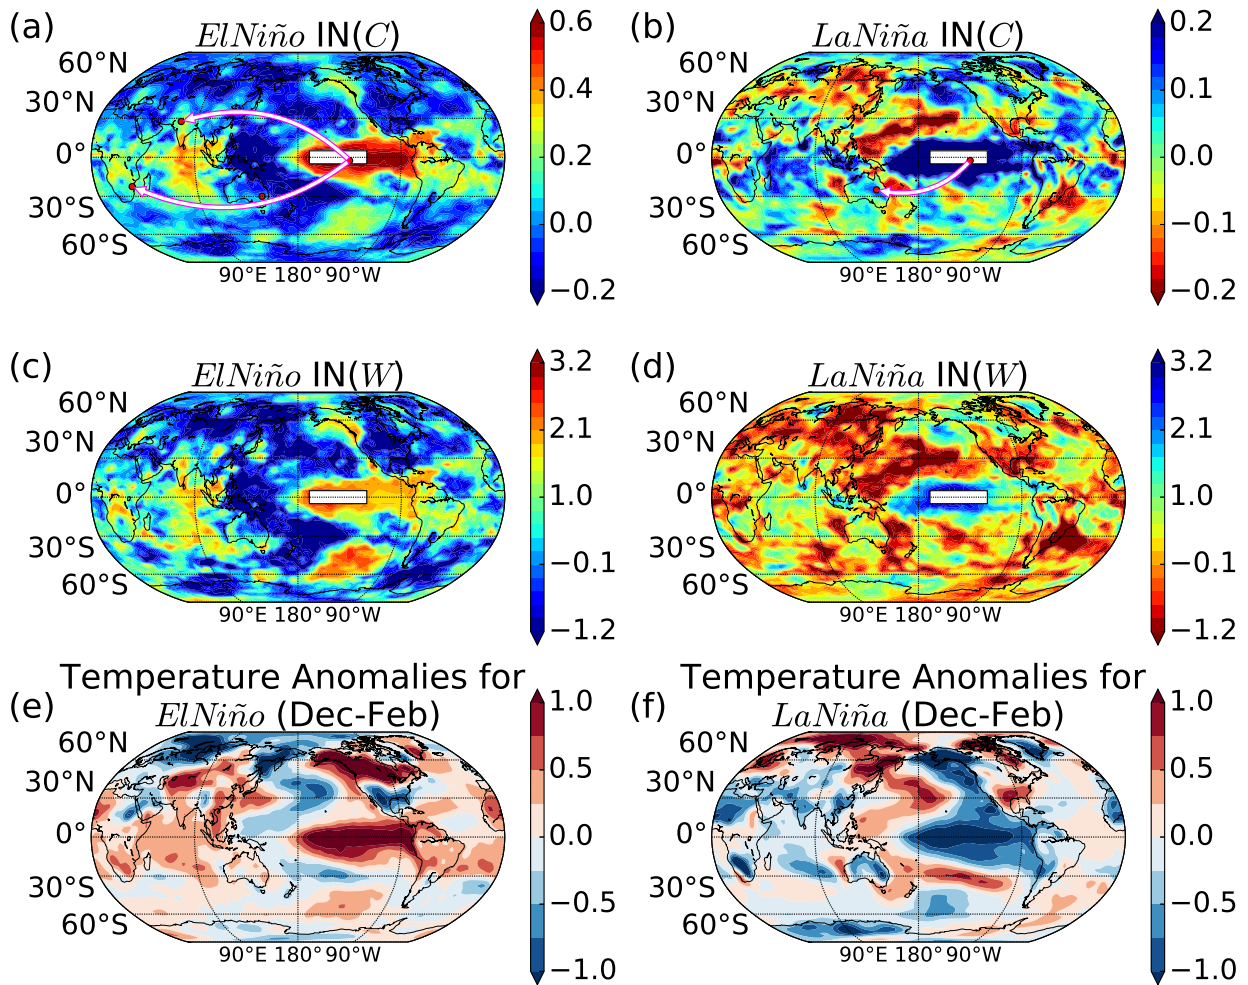 (a)
ElNiño IN(C)
60°N
30°N
0°
30°S
60°S
90°E 180° 90°W
0.6
0.4
0.2
0.0
−0.2
(b)
LaNiña IN(C)
60°N
30°N
0°
30°S
60°S
90°E 180° 90°W
0.2
0.1
0.0
−0.1
−0.2
(c)
ElNiño IN(W)
60°N
30°N
0°
30°S
60°S
90°E 180° 90°W
3.2
2.1
1.0
−0.1
−1.2
(d)
LaNiña IN(W)
60°N
30°N
0°
30°S
60°S
90°E 180° 90°W
3.2
2.1
1.0
−0.1
−1.2
Temperature Anomalies for
(e)
ElNiño (Dec-Feb)
60°N
30°N
0°
30°S
60°S
90°E 180° 90°W
1.0
0.5
0.0
−0.5
−1.0
Temperature Anomalies for
(f)
LaNiña (Dec-Feb)
60°N
30°N
0°
30°S
60°S
90°E 180° 90°W
1.0
0.5
0.0
−0.5
−1.0